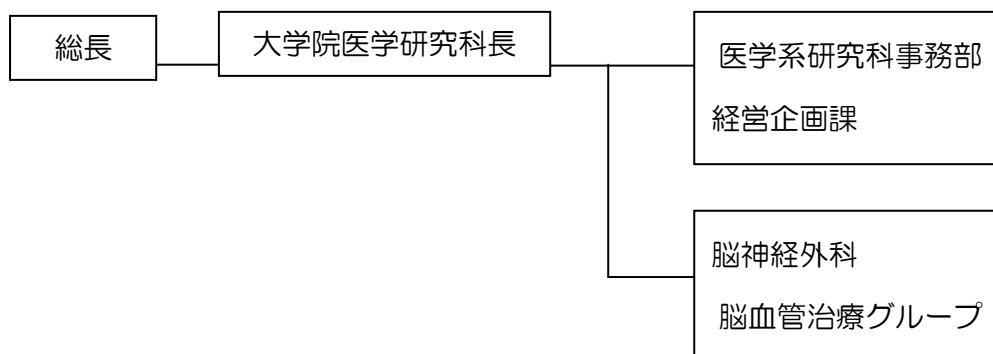 総長
大学院医学研究科長
医学系研究科事務部
経営企画課
脳神経外科
脳血管治療グループ